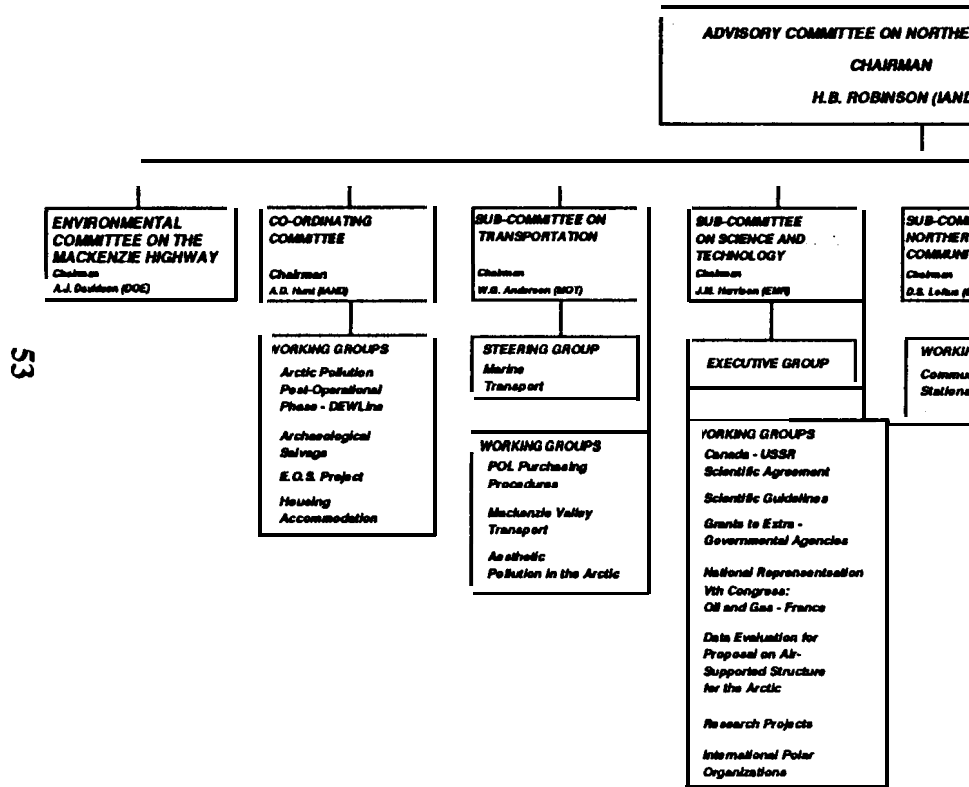 ADVISORY COMMITTEE ON NORTHE
CHAIRMAN
H.B. ROBINSON (IAND
ENVIRONMENTAL
COMMITTEE ON THE
MACKENZIE HIGHWAY
Chairman
A.J. Davidson (DOE)
CO-ORDINATING
COMMITTEE
Chairman
A.D. Hunt (IAND)
SUB-COMMITTEE ON
TRANSPORTATION
Chairman
W.G. Anderson (MOT)
SUB-COMMITTEE
ON SCIENCE AND
TECHNOLOGY
Chairman
J.M. Harrison (EMR)
SUB-COM
NORTHER
COMMUNI
Chairman
D.S. Loftus
WORKING GROUPS
Arctic Pollution
Post-Operational
Phase - DEWLine
Archaeological
Salvage
E.O.S. Project
Housing
Accommodation
STEERING GROUP
Marine
Transport
WORKING GROUPS
POL Purchasing
Procedures
Mackenzie Valley
Transport
Aesthetic
Pollution in the Arctic
EXECUTIVE GROUP
WORKING GROUPS
Canada - USSR
Scientific Agreement
Scientific Guidelines
Grants to Extra -
Governmental Agencies
National Reprensentsation
Vth Congress:
Oil and Gas - France
Data Evaluation for
Proposal on Air-
Supported Structure
for the Arctic
Research Projects
International Polar
Organizations
WORKI
Commu
Stations
53